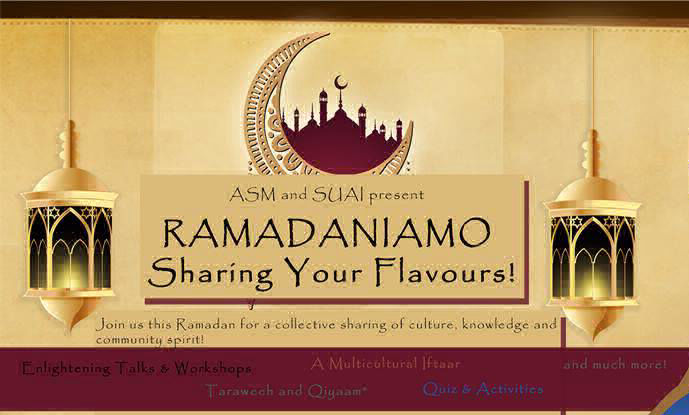 ASM and SUAI present
RAMADANIAMO
Sharing Your Flavours!
Join us this Ramadan for a collective sharing of culture, knowledge and
community spirit!
Enlightening Talks & Workshops
A Multicultural Iftaar
and much more!
Taraweeh and Qiyaam*
Quiz & Activities